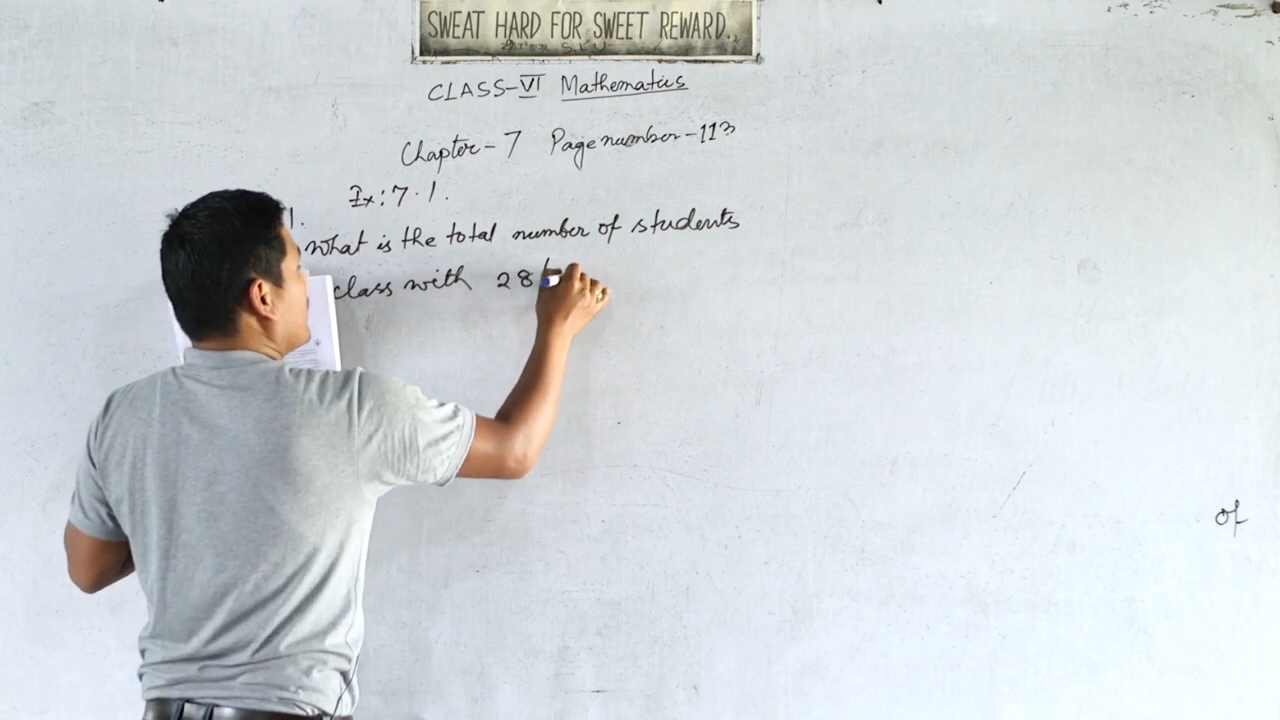 SWEAT HARD FOR SWEET REWARD..
CLASS-VI Mathematics
Chapter-7 Page number-113
Ex:7.1.
1.
What is the total number of students
class with 28
of